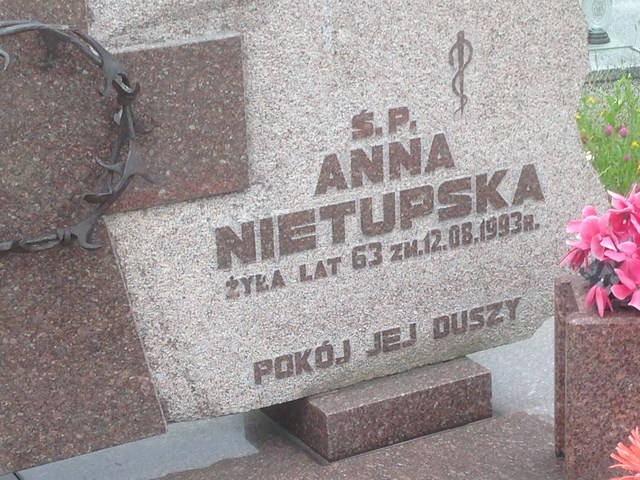 Ś.P.
ANNA
NIETUPSKA
ŻYŁA LAT 63 ZM.12.08.1993R.
POKÓJ JEJ DUSZY